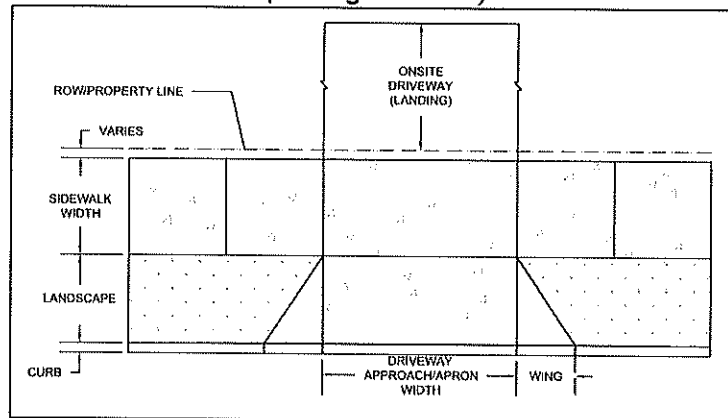 ONSITE
DRIVEWAY
(LANDING)
ROW/PROPERTY LINE
VARIES
SIDEWALK
WIDTH
LANDSCAPE
CURB
DRIVEWAY
APPROACH/APRON
WIDTH
WING